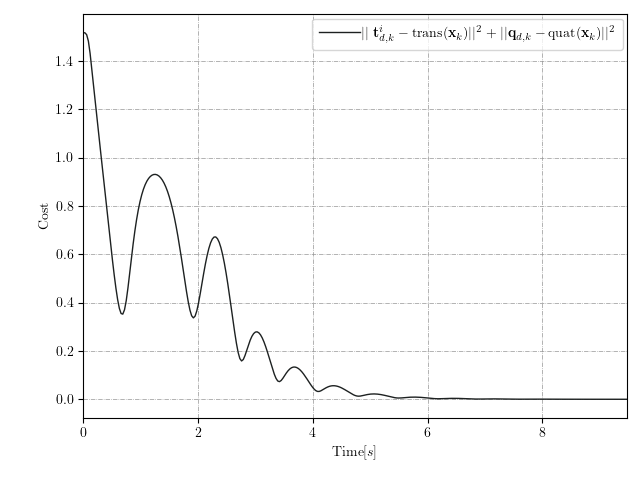 || t^i_{d,k} − trans(x_k)||^2 + ||q_{d,k} − quat(x_k)||^2
Cost
1.4
1.2
1.0
0.8
0.6
0.4
0.2
0.0
0 2 4 6 8
Time[s]